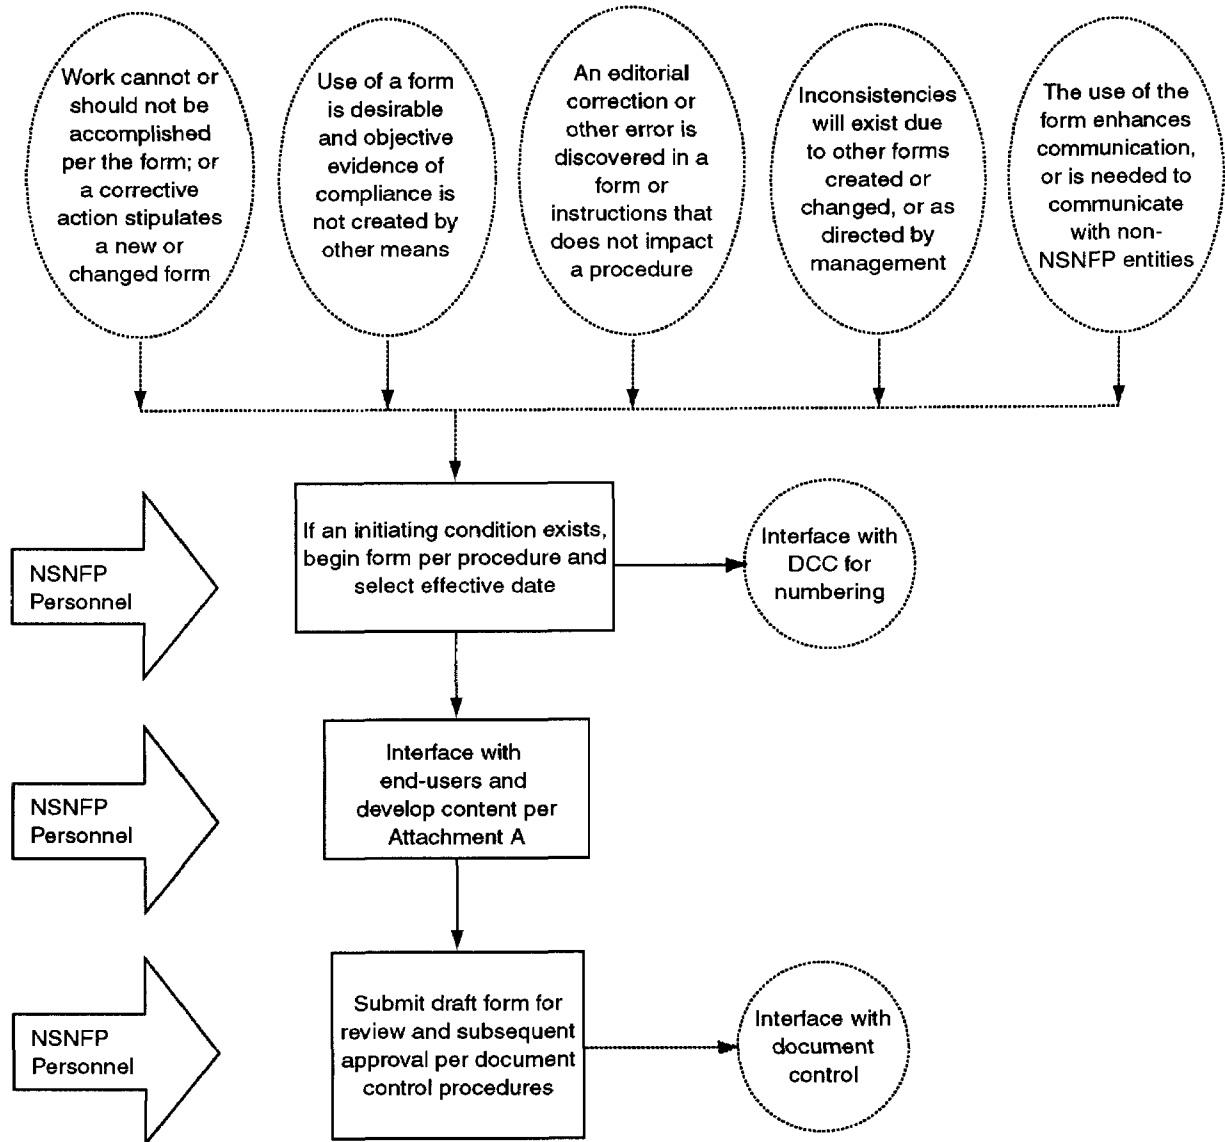 Work cannot or
should not be
accomplished
per the form; or
a corrective
action stipulates
a new or
changed form
Use of a form
is desirable
and objective
evidence of
compliance is
not created by
other means
An editorial
correction or
other error is
discovered in a
form or
instructions that
does not impact
a procedure
Inconsistencies
will exist due
to other forms
created or
changed, or as
directed by
management
The use of the
form enhances
communication,
or is needed to
communicate
with non-
NSNFP entities
NSNFP
Personnel
If an initiating condition exists,
begin form per procedure and
select effective date
Interface with
DCC for
numbering
NSNFP
Personnel
Interface with
end-users and
develop content per
Attachment A
NSNFP
Personnel
Submit draft form for
review and subsequent
approval per document
control procedures
Interface with
document
control